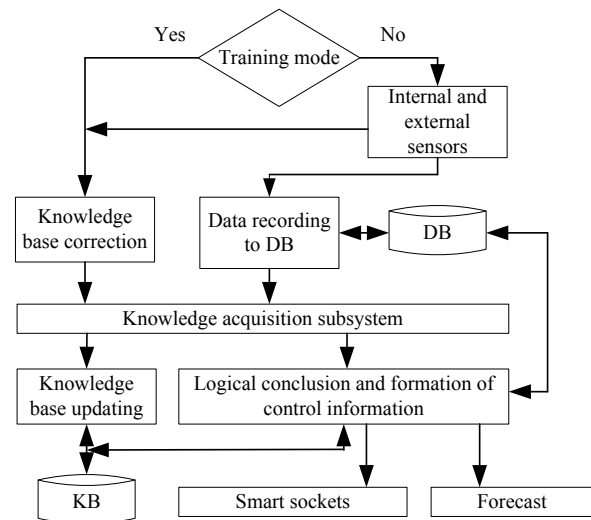 Yes
No
Training mode
Internal and
external
sensors
Knowledge
base correction
Data recording
to DB
DB
Knowledge acquisition subsystem
Knowledge
base updating
Logical conclusion and formation of
control information
KB
Smart sockets
Forecast